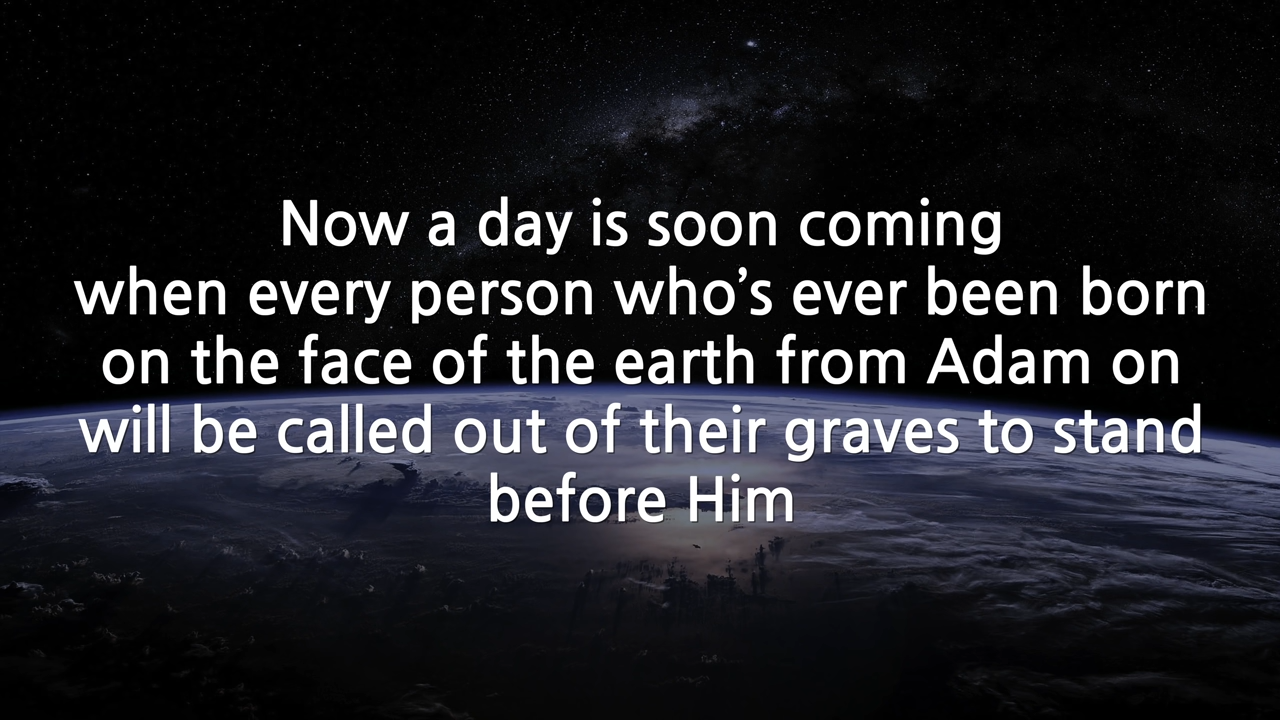 Now a day is soon coming
when every person who’s ever been born
on the face of the earth from Adam on
will be called out of their graves to stand
before Him